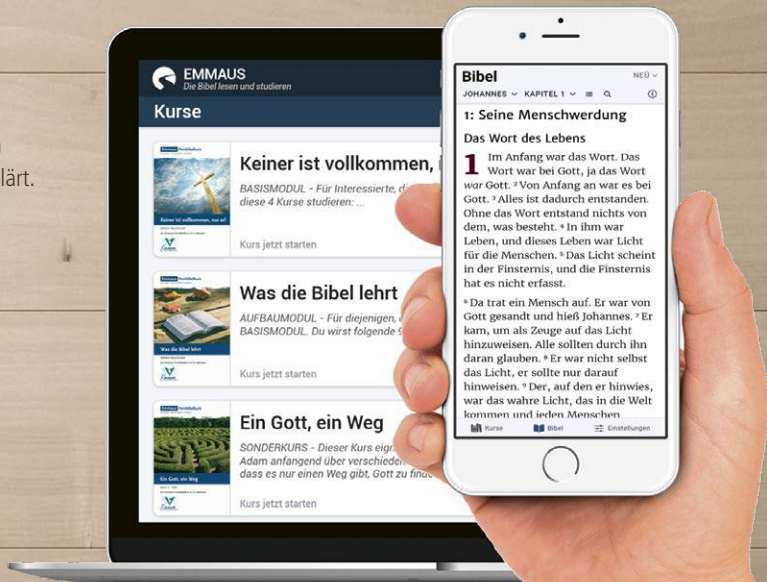 lärt.
EMMAUS
Die Bibel lesen und studieren
Kurse
Keiner ist vollkommen,
BASISMODUL - Für Interessierte,
diese 4 Kurse studieren: ...
Kurs jetzt starten
Keiner ist vollkommen, nur er!
Was die Bibel lehrt
AUFBAUMODUL - Für diejenigen,
BASISMODUL. Du wirst folgende
Kurs jetzt starten
Was die Bibel lehrt
Ein Gott, ein Weg
SONDERKURS - Dieser Kurs
Adam anfangend über
dass es nur einen Weg gibt, Gott zu
Kurs jetzt starten
Ein Gott, ein Weg
Bibel NEÜ
JOHANNES KAPITEL 1
1: Seine Menschwerdung
Das Wort des Lebens
1 Im Anfang war das Wort. Das
Wort war bei Gott, ja das Wort
war Gott. 2 Von Anfang an war es bei
Gott. 3 Alles ist dadurch entstanden.
Ohne das Wort entstand nichts von
dem, was besteht. 4 In ihm war
Leben, und dieses Leben war Licht
für die Menschen. 5 Das Licht scheint
in der Finsternis, und die Finsternis
hat es nicht erfasst.
6 Da trat ein Mensch auf. Er war von
Gott gesandt und hieß Johannes. 7 Er
kam, um als Zeuge auf das Licht
hinzuweisen. Alle sollten durch ihn
daran glauben. 8 Er war nicht selbst
das Licht, er sollte nur darauf
hinweisen. 9 Der, auf den er hinwies,
war das wahre Licht, das in die Welt
kommen und jeden Menschen
Kurse Bibel Einstellungen